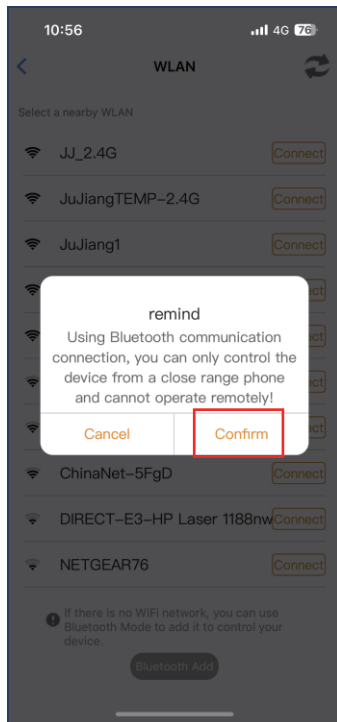 10:56
4G 76
WLAN
Select a nearby WLAN
JJ_2.4G Connect
JuJiangTEMP-2.4G Connect
JuJiang1 Connect
remind
Using Bluetooth communication
connection, you can only control the
device from a close range phone
and cannot operate remotely!
Cancel Confirm
ChinaNet-5FgD Connect
DIRECT-E3-HP Laser 1188nw Connect
NETGEAR76 Connect
If there is no WiFi network, you can use
Bluetooth Mode to add it to control your
device.
Bluetooth Add